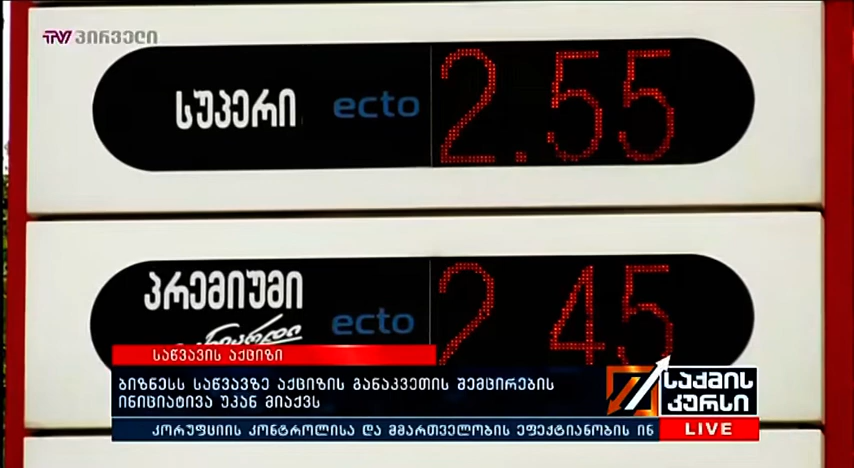 TV პირველი
სუპერი ecto 2.55
პრემიუმი ecto 2 45
საწვავის აქციზი
ბიზნესს საწვავზე აქციზის განაკვეთის შემცირების
ინიციატივა უკან მიაქვს
საქმის
კურსი
კორუფციის კონტროლისა და მმართველობის ეფექტიანობის ინ
LIVE